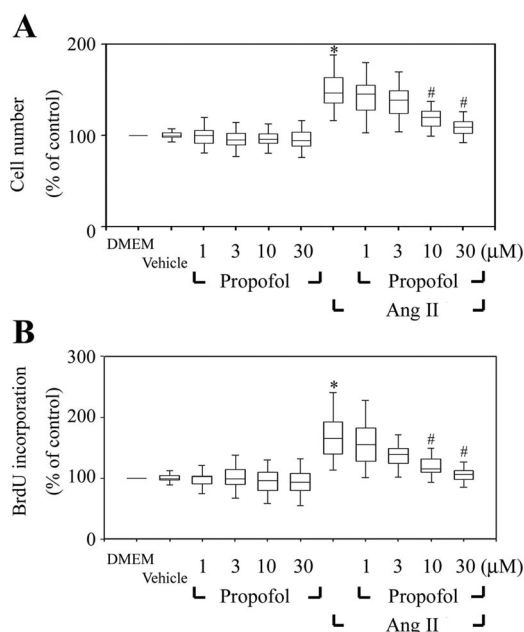 A
200
*
#
#
Cell number
(% of control)
100
0
DMEM
Vehicle
1 3 10 30 1 3 10 30 (µM)
Propofol Propofol
Ang II
B
300
*
200
#
#
BrdU incorporation
(% of control)
100
0
DMEM
Vehicle
1 3 10 30 1 3 10 30 (µM)
Propofol Propofol
Ang II